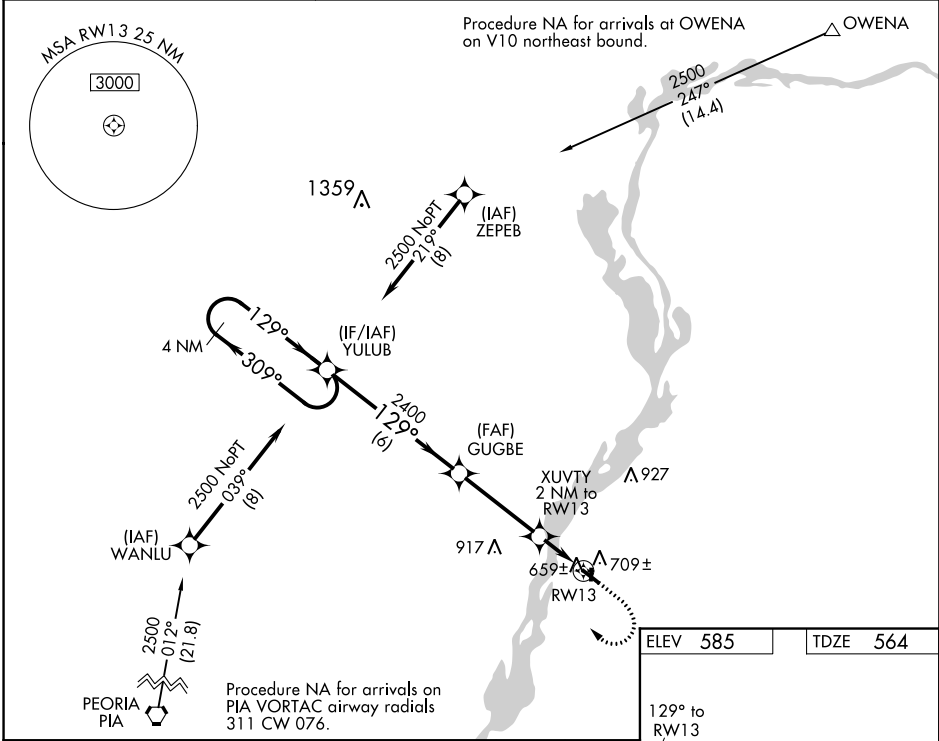 MSA RW13 25 NM
3000
Procedure NA for arrivals at OWENA
on V10 northeast bound.
OWENA
2500
247°
(14.4)
1359
(IAF)
ZEPEB
2500 NoPT
219°
(8)
(IF/IAF)
YULUB
4 NM
129°
309°
2400
129°
(6)
(FAF)
GUGBE
XUVTY
2 NM to
RW13
927
917
659±
709±
RW13
2500 NoPT
039°
(8)
(IAF)
WANLU
2500
012°
(21.8)
PEORIA
PIA
Procedure NA for arrivals on
PIA VORTAC airway radials
311 CW 076.
ELEV 585
TDZE 564
129° to
RW13